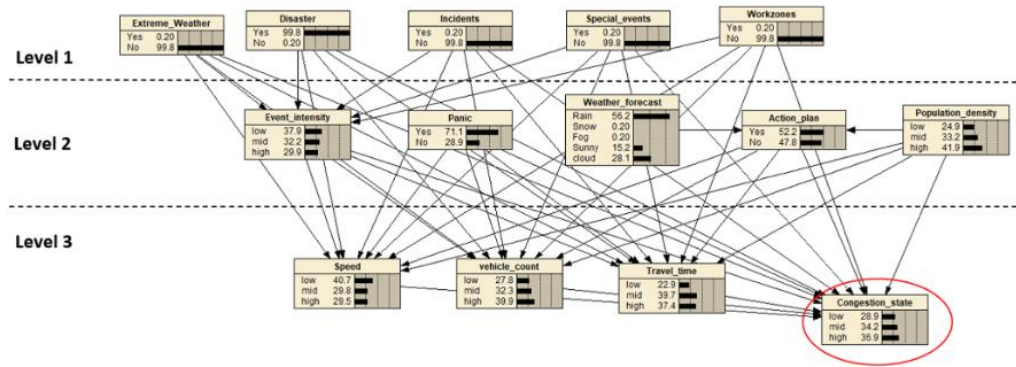 Extreme_Weather
Yes 0.20
No 99.8
Disaster
Yes 99.8
No 0.20
Incidents
Yes 0.20
No 99.8
Special_events
Yes 0.20
No 99.8
Workzones
Yes 0.20
No 99.8
Level 1
Level 2
Event_intensity
low 37.9
mid 32.2
high 29.9
Panic
Yes 71.1
No 28.9
Weather_forecast
Rain 56.2
Snow 0.20
Fog 0.20
Sunny 15.2
cloud 28.1
Action_plan
Yes 52.2
No 47.8
Population_density
low 24.9
mid 33.2
high 41.9
Level 3
Speed
low 40.7
mid 29.8
high 29.5
vehicle_count
low 27.8
mid 32.3
high 39.9
Travel_time
low 22.9
mid 39.7
high 37.4
Congestion_state
low 28.9
mid 34.2
high 36.9